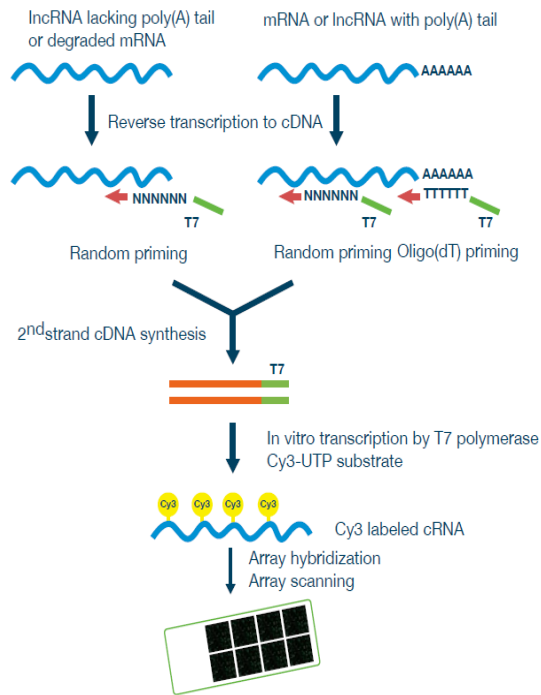 lncRNA lacking poly(A) tail
or degraded mRNA
mRNA or lncRNA with poly(A) tail
AAAAAA
Reverse transcription to cDNA
NNNNNN
T7
Random priming
AAAAAA
NNNNNN
TTTTTT
T7
T7
Random priming
Oligo(dT) priming
2ndstrand cDNA synthesis
T7
In vitro transcription by T7 polymerase
Cy3-UTP substrate
Cy3 Cy3 Cy3 Cy3
Cy3 labeled cRNA
Array hybridization
Array scanning